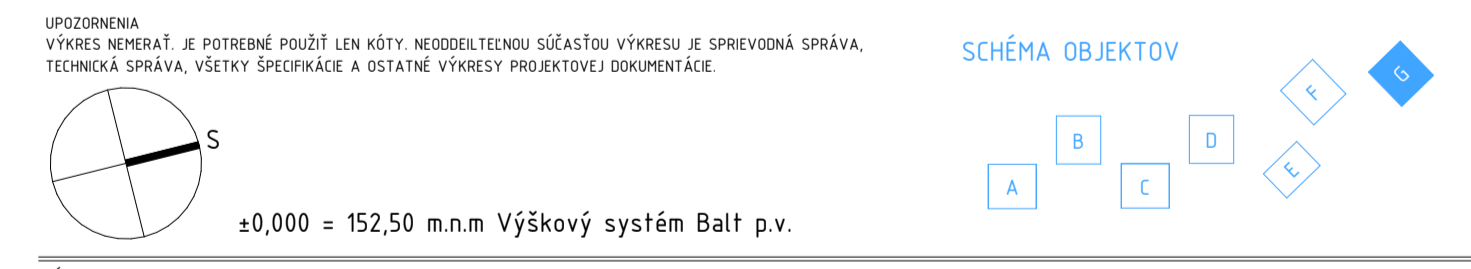 UPOZORNENIA
VÝKRES NEMERAŤ. JE POTREBNÉ POUŽIŤ LEN KÓTY. NEODDEILTEĽNOU SÚČASŤOU VÝKRESU JE SPRIEVODNÁ SPRÁVA,
TECHNICKÁ SPRÁVA, VŠETKY ŠPECIFIKÁCIE A OSTATNÉ VÝKRESY PROJEKTOVEJ DOKUMENTÁCIE.
S
±0,000 = 152,50 m.n.m Výškový systém Balt p.v.
SCHÉMA OBJEKTOV
A
B
C
D
E
F
G